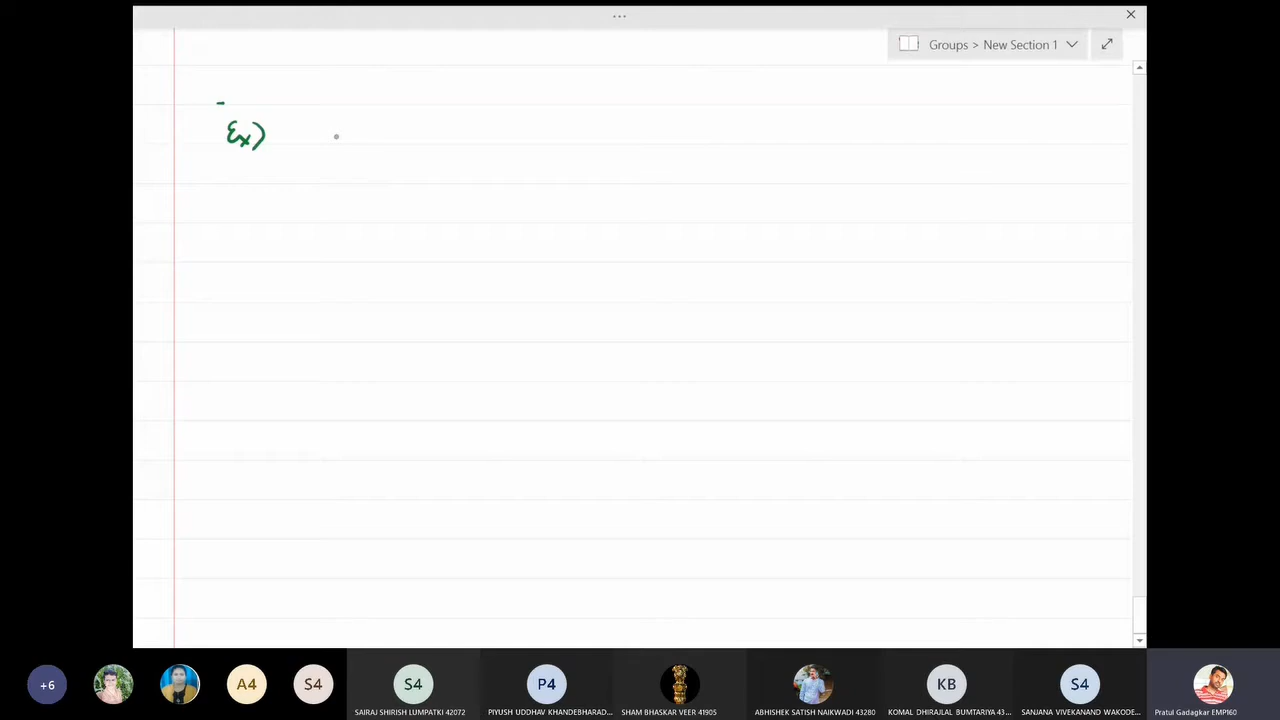 Groups > New Section 1
Ex)
+6
A4
S4
S4
P4
KB
S4
SAIRAJ SHIRISH LUMPATKI 42072
PIYUSH UDDHAV KHANDEBHARAD...
SHAM BHASKAR VEER 41905
ABHISHEK SATISH NAIKWADI 43280
KOMAL DHIRAJLAL BUMTARIYA 43...
SANJANA VIVEKANAND WAKODE...
Pratul Gadagkar EMP160